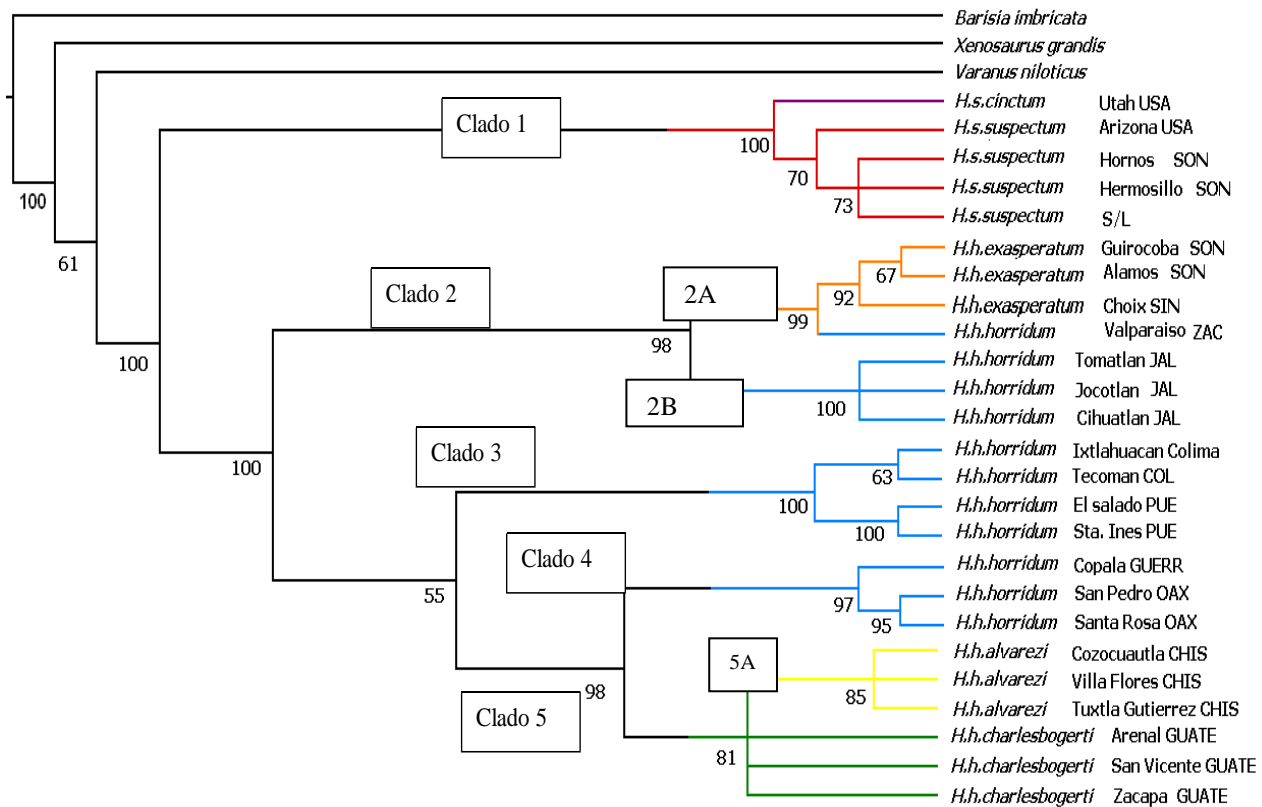 Barisia imbricata
Xenosaurus grandis
Varanus niloticus
H.s.cinctum Utah USA
Clado 1
H.s.suspectum Arizona USA
100
H.s.suspectum Hornos SON
70
H.s.suspectum Hermosillo SON
100
73
H.s.suspectum S/L
H.h.exasperatum Guirocoba SON
61
H.h.exasperatum Alamos SON
67
Clado 2
2A
92
H.h.exasperatum Choix SIN
99
H.h.horridum Valparaiso ZAC
98
H.h.horridum Tomatlan JAL
100
H.h.horridum Jocotlan JAL
2B
100
H.h.horridum Cihuatlan JAL
Clado 3
H.h.horridum Ixtlahuacan Colima
100
63
H.h.horridum Tecoman COL
100
H.h.horridum El salado PUE
100
H.h.horridum Sta. Ines PUE
Clado 4
H.h.horridum Copala GUERR
55
H.h.horridum San Pedro OAX
97
95
H.h.horridum Santa Rosa OAX
H.h.alvarezi Cozocuautla CHIS
5A
H.h.alvarezi Villa Flores CHIS
98
85
H.h.alvarezi Tuxtla Gutierrez CHIS
Clado 5
H.h.charlesbogerti Arenal GUATE
81
H.h.charlesbogerti San Vicente GUATE
H.h.charlesbogerti Zacapa GUATE